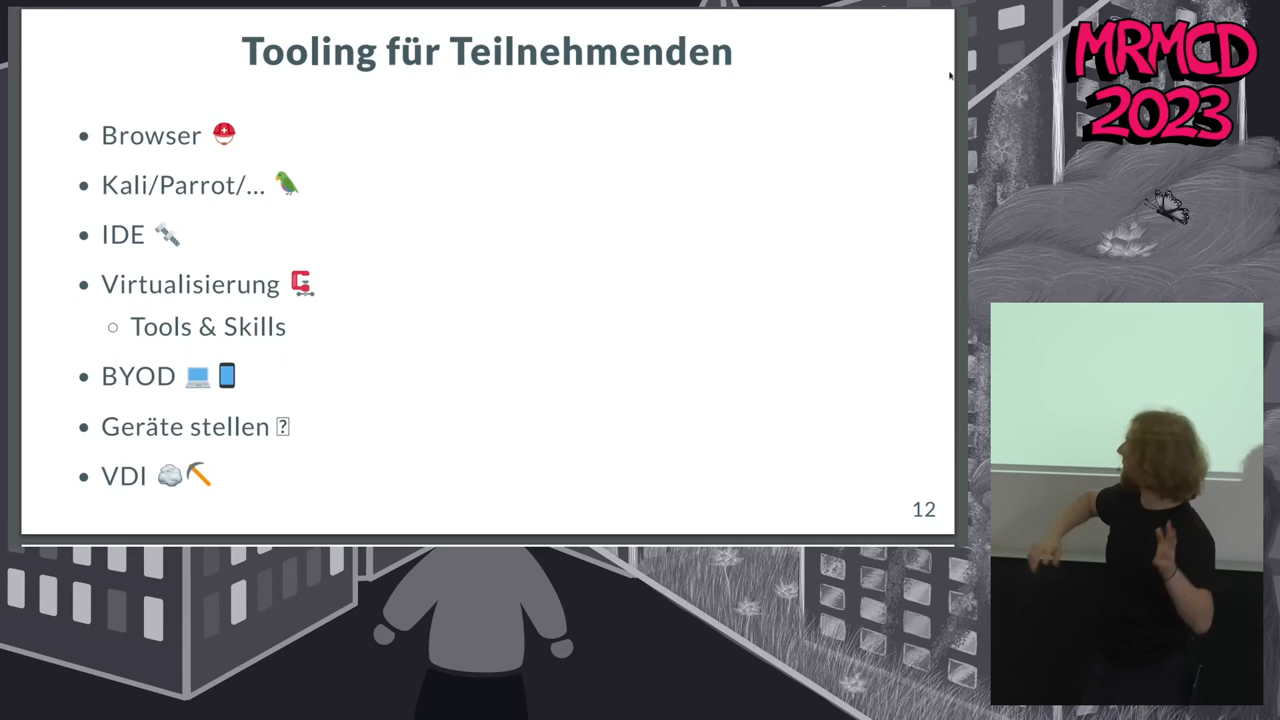 Tooling für Teilnehmenden
Browser ⛑️
Kali/Parrot/... 🦜
IDE 🛰️
Virtualisierung 🗜️
Tools & Skills
BYOD 💻📱
Geräte stellen
VDI 🪨⛏️
12
MRMCD
2023